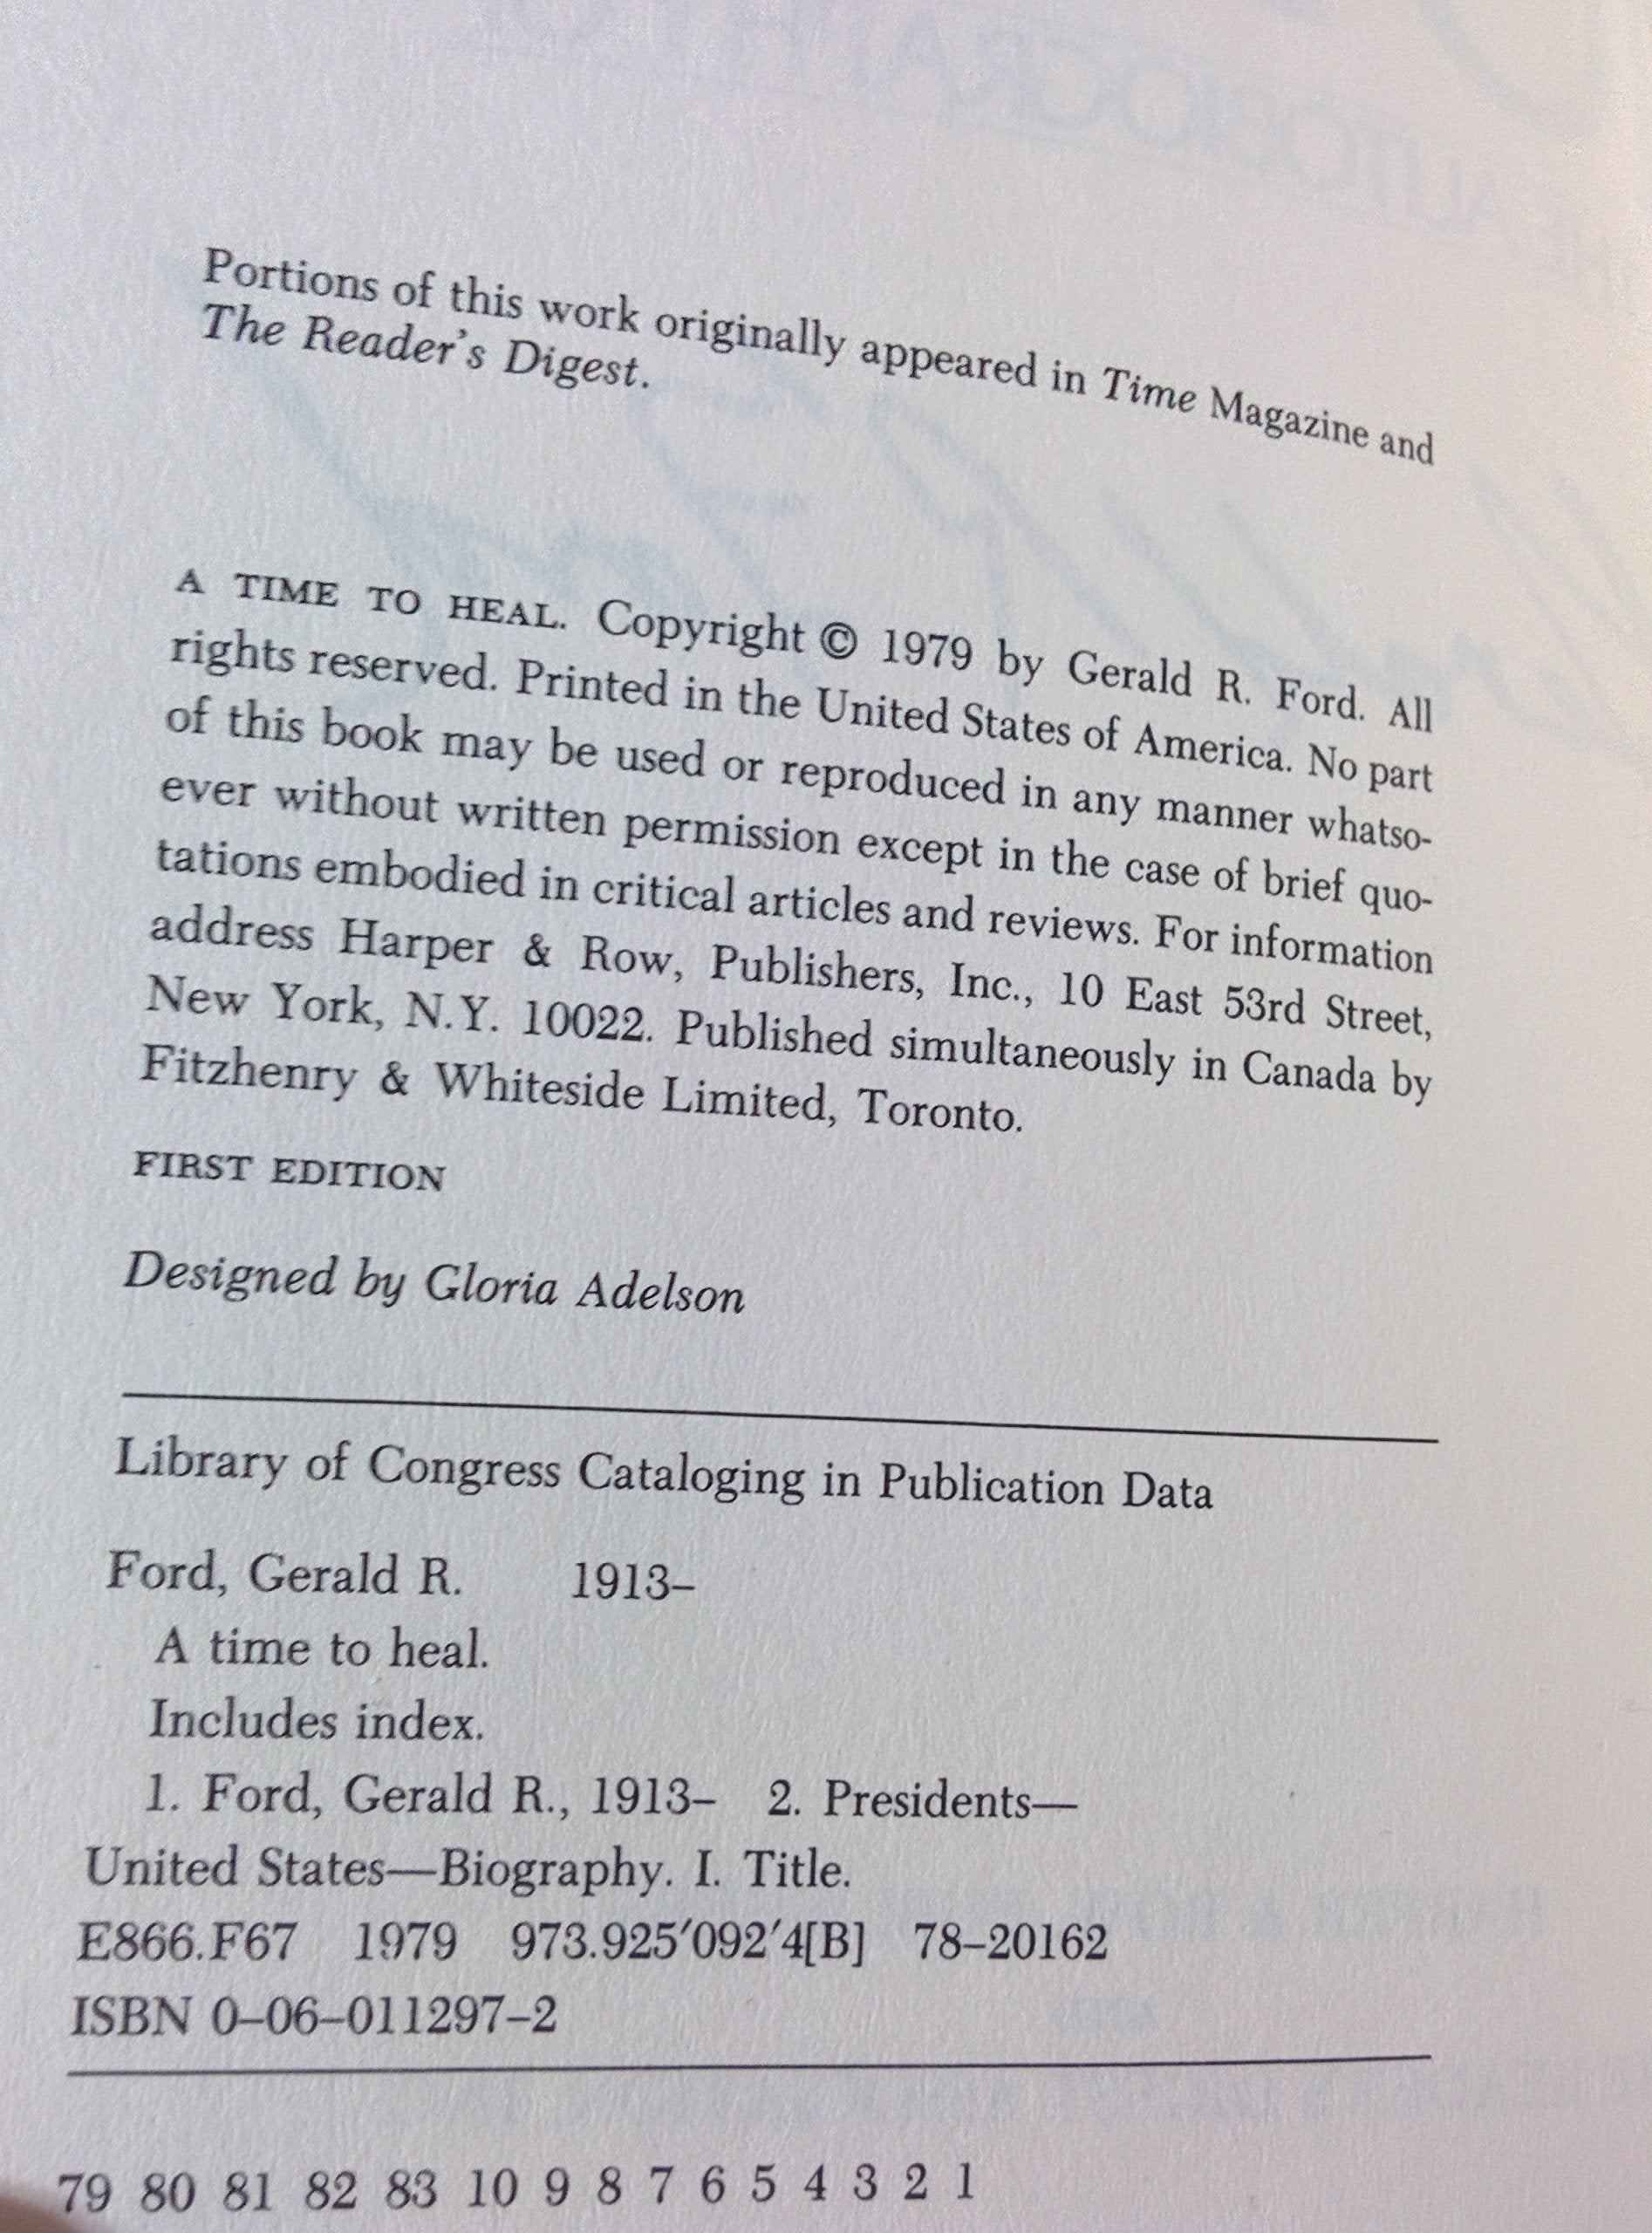 Portions of this work originally appeared in Time Magazine and
The Reader's Digest.
A TIME TO HEAL. Copyright © 1979 by Gerald R. Ford. All
rights reserved. Printed in the United States of America. No part
of this book may be used or reproduced in any manner whatso-
ever without written permission except in the case of brief quo-
tations embodied in critical articles and reviews. For information
address Harper & Row, Publishers, Inc., 10 East 53rd Street,
New York, N.Y. 10022. Published simultaneously in Canada by
Fitzhenry & Whiteside Limited, Toronto.
FIRST EDITION
Designed by Gloria Adelson
Library of Congress Cataloging in Publication Data
Ford, Gerald R. 1913–
A time to heal.
Includes index.
1. Ford, Gerald R., 1913– 2. Presidents—
United States—Biography. I. Title.
E866.F67 1979 973.925′092′4[B] 78–20162
ISBN 0–06–011297–2
79 80 81 82 83 10 9 8 7 6 5 4 3 2 1